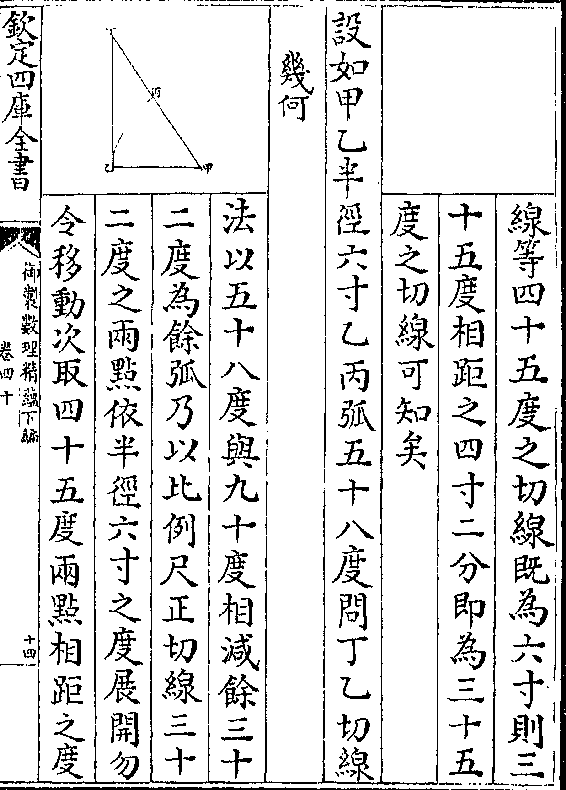 線等四十五度之切線既為六寸則三
十五度相距之四寸二分即為三十五
度之切線可知矣
設如甲乙半徑六寸乙丙弧五十八度問丁乙切線
幾何
丁
丙
乙
甲
法以五十八度與九十度相減餘三十
二度為餘弧乃以比例尺正切線三十
二度之兩點依半徑六寸之度展開勿
令移動次取四十五度兩點相距之度
欽定四庫全書
御製數理精藴下編
卷四十
十四